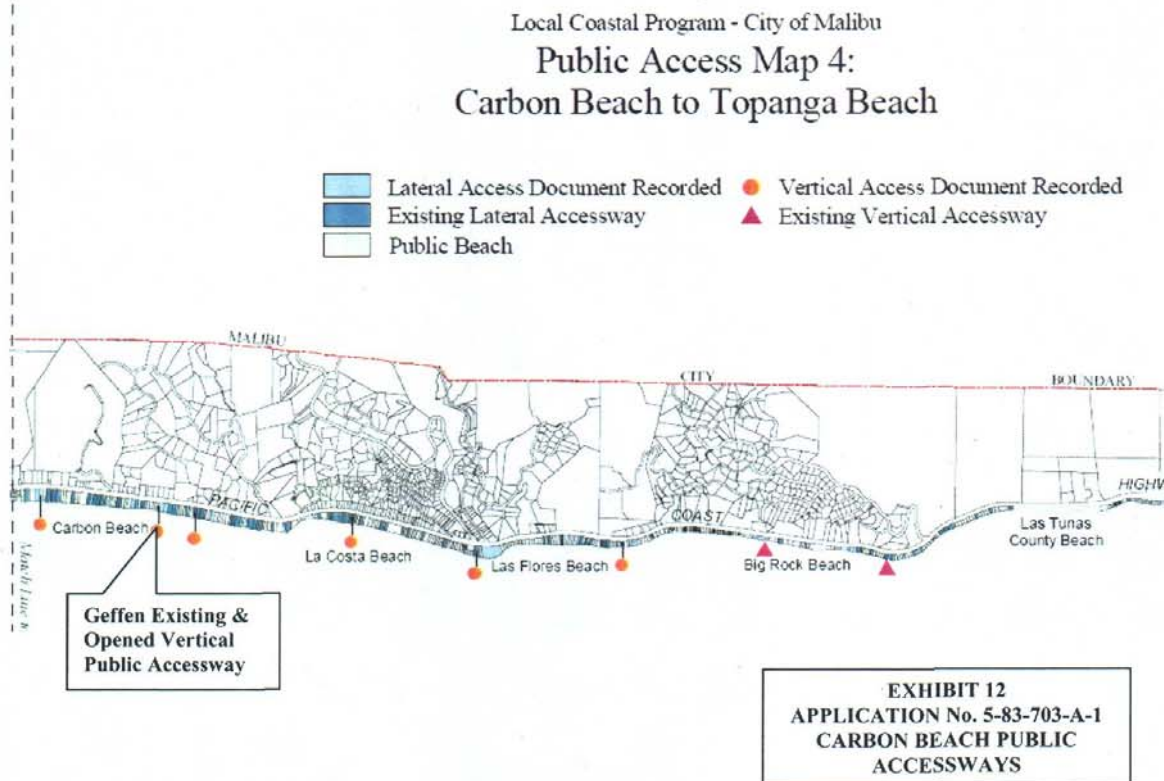 Local Coastal Program - City of Malibu
Public Access Map 4:
Carbon Beach to Topanga Beach
Lateral Access Document Recorded
Vertical Access Document Recorded
Existing Lateral Accessway
Existing Vertical Accessway
Public Beach
MALIBU
CITY
BOUNDARY
PACIFIC
COAST
Carbon Beach
La Costa Beach
Las Flores Beach
Big Rock Beach
Las Tunas
County Beach
Geffen Existing &
Opened Vertical
Public Accessway
EXHIBIT 12
APPLICATION No. 5-83-703-A-1
CARBON BEACH PUBLIC
ACCESSWAYS